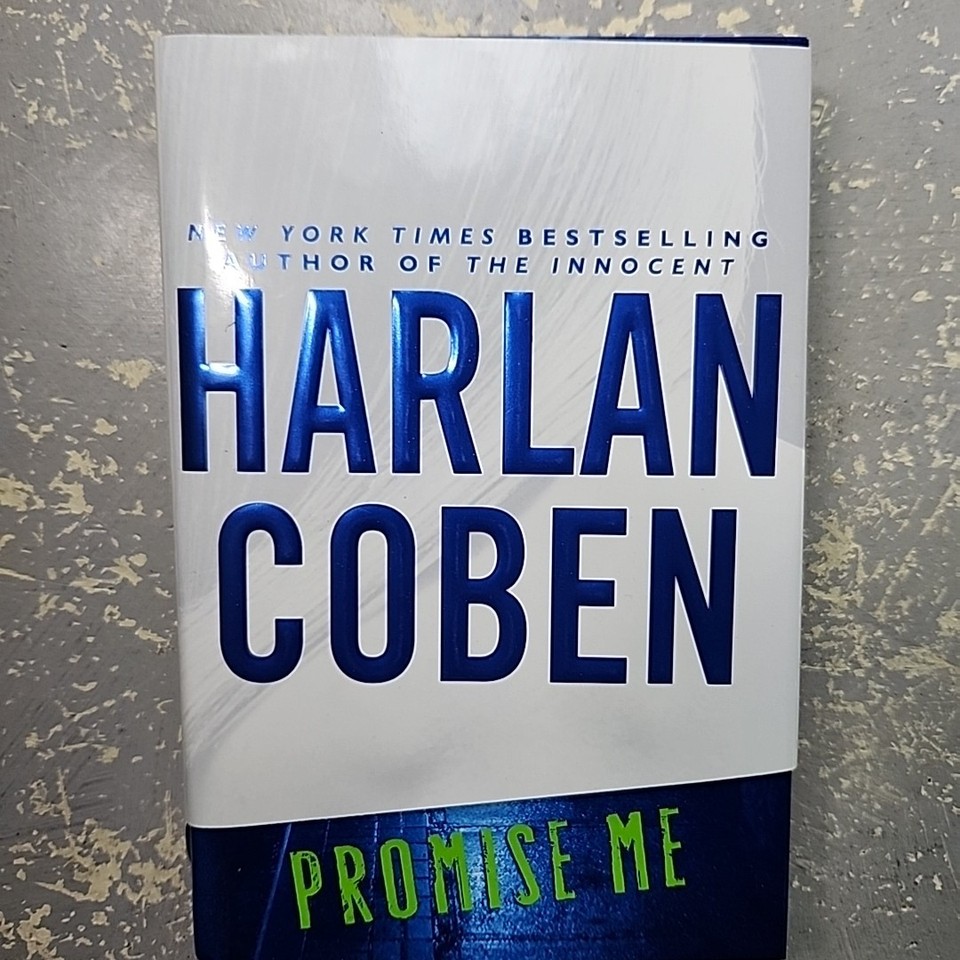 NEW YORK TIMES BESTSELLING
AUTHOR OF THE INNOCENT
HARLAN
COBEN
PROMISE ME